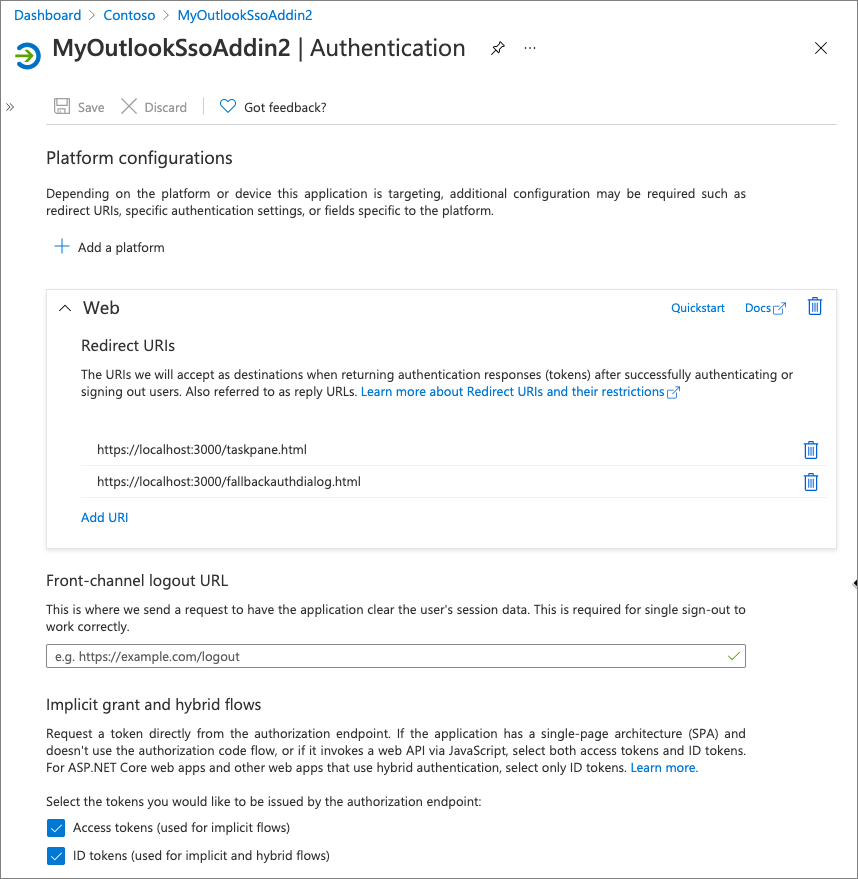 Dashboard > Contoso > MyOutlookSsoAddin2
MyOutlookSsoAddin2 | Authentication ...
Save Discard Got feedback?
Platform configurations
Depending on the platform or device this application is targeting, additional configuration may be required such as
redirect URIs, specific authentication settings, or fields specific to the platform.
Add a platform
Web Quickstart Docs
Redirect URIs
The URIs we will accept as destinations when returning authentication responses (tokens) after successfully authenticating or
signing out users. Also referred to as reply URLs. Learn more about Redirect URIs and their restrictions
https://localhost:3000/taskpane.html
https://localhost:3000/fallbackauthdialog.html
Add URI
Front-channel logout URL
This is where we send a request to have the application clear the user's session data. This is required for single sign-out to
work correctly.
e.g. https://example.com/logout
Implicit grant and hybrid flows
Request a token directly from the authorization endpoint. If the application has a single-page architecture (SPA) and
doesn't use the authorization code flow, or if it invokes a web API via JavaScript, select both access tokens and ID tokens.
For ASP.NET Core web apps and other web apps that use hybrid authentication, select only ID tokens. Learn more.
Select the tokens you would like to be issued by the authorization endpoint:
Access tokens (used for implicit flows)
ID tokens (used for implicit and hybrid flows)